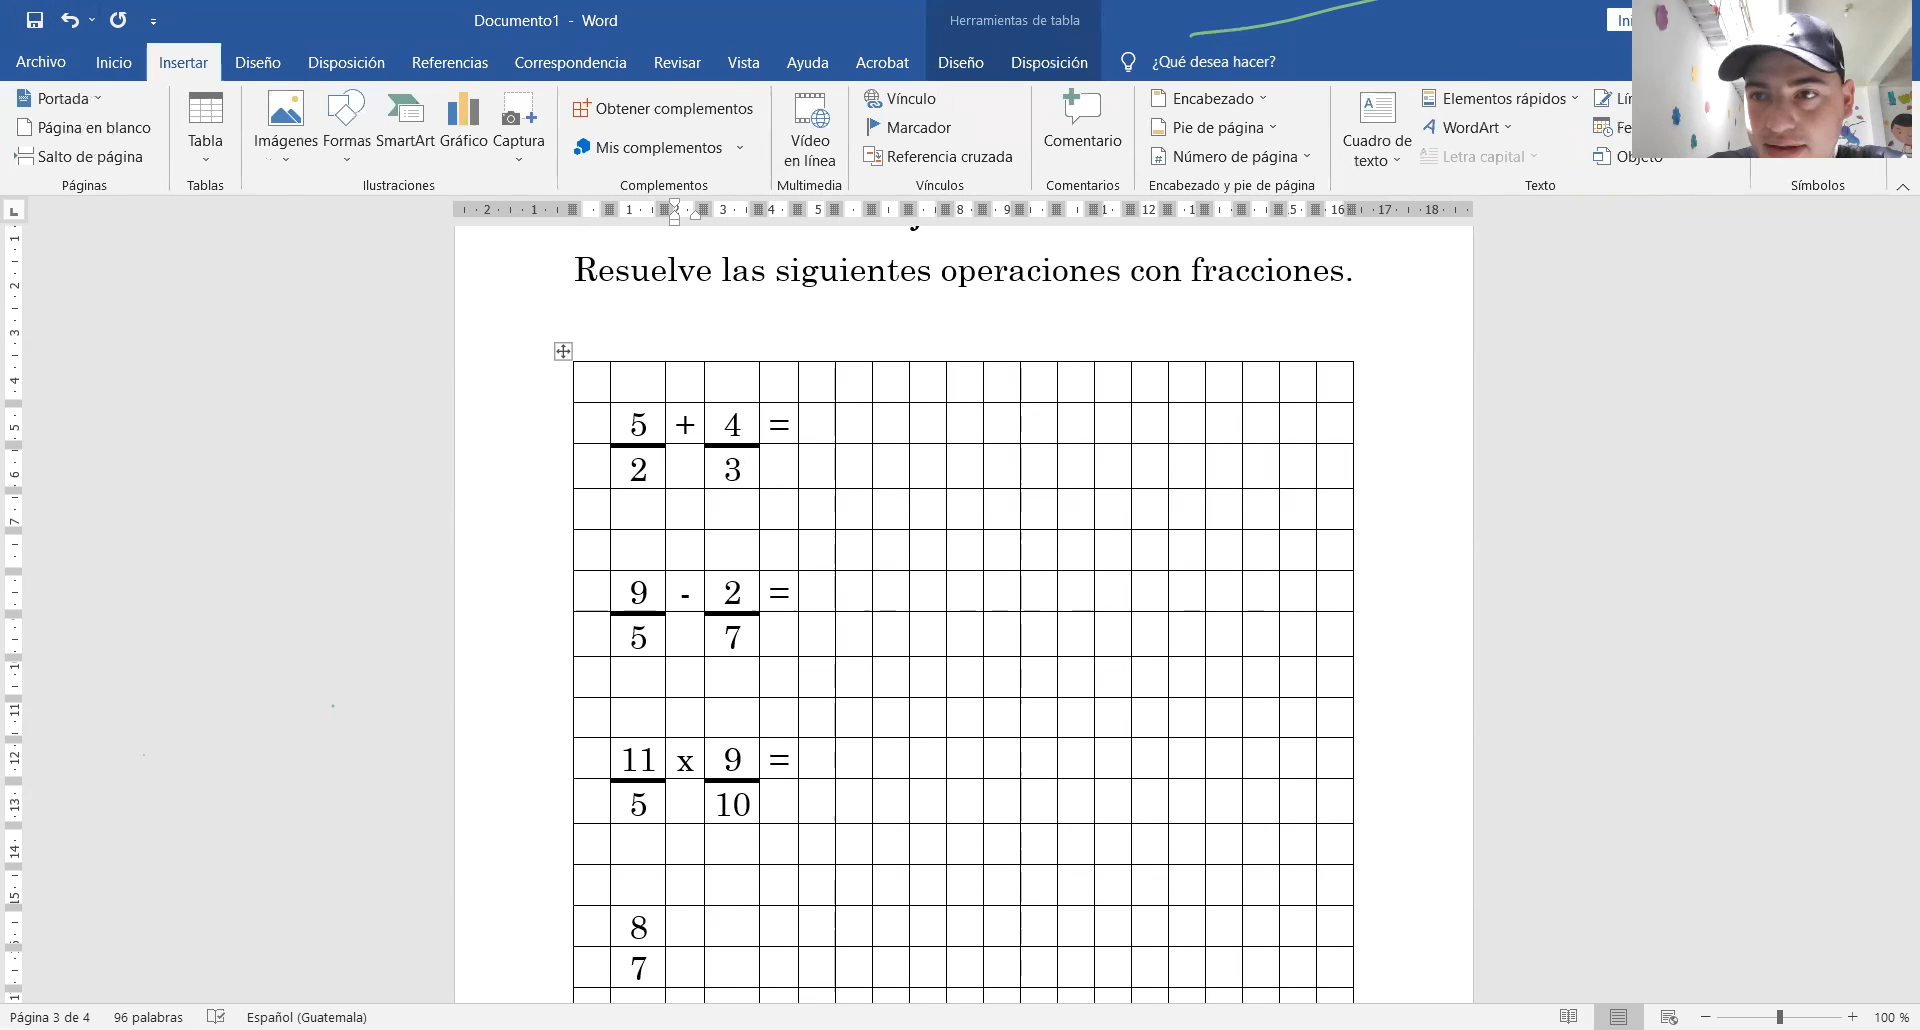 Documento1 - Word
Herramientas de tabla
Archivo
Inicio
Insertar
Diseño
Disposición
Referencias
Correspondencia
Revisar
Vista
Ayuda
Acrobat
Diseño
Disposición
¿Qué desea hacer?
Portada
Página en blanco
Salto de página
Páginas
Tabla
Tablas
Imágenes
Formas
SmartArt
Gráfico
Captura
Ilustraciones
Obtener complementos
Mis complementos
Complementos
Vídeo
en línea
Multimedia
Vínculo
Marcador
Referencia cruzada
Vínculos
Comentario
Comentarios
Encabezado
Pie de página
Número de página
Encabezado y pie de página
Cuadro de
texto
Elementos rápidos
WordArt
Letra capital
Objeto
Texto
Símbolos
Resuelve las siguientes operaciones con fracciones.
5 + 4 =
2 3
9 - 2 =
5 7
11 x 9 =
5 10
8
7
Página 3 de 4
96 palabras
Español (Guatemala)
100 %